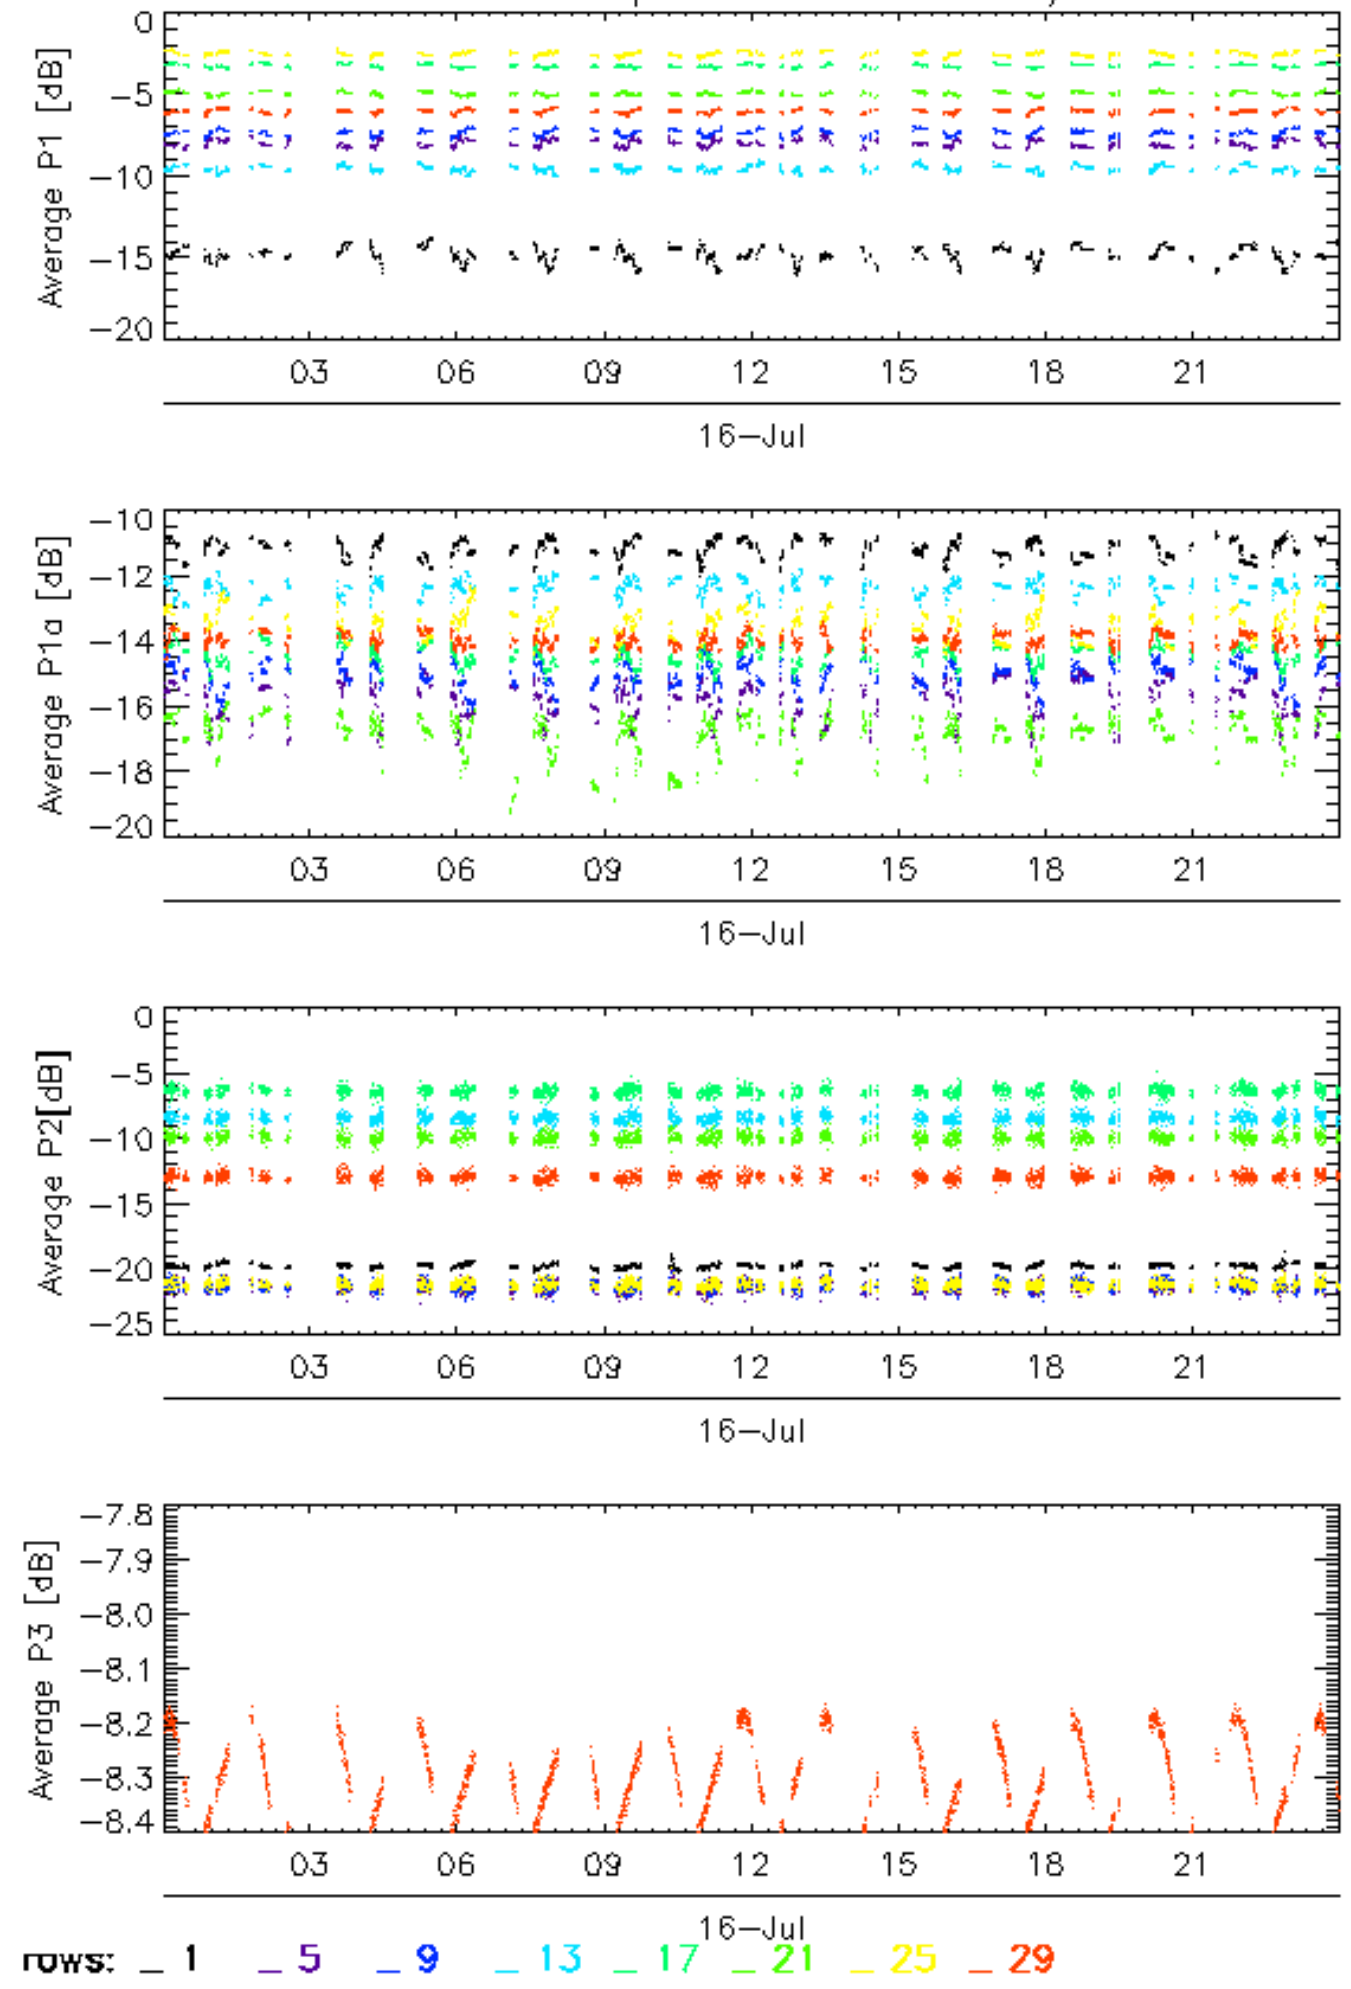 0
−5
−10
−15
−20
Average P1 [dB]
03 06 09 12 15 18 21
16−Jul
−10
−12
−14
−16
−18
−20
Average P1a [dB]
03 06 09 12 15 18 21
16−Jul
0
−5
−10
−15
−20
−25
Average P2[dB]
03 06 09 12 15 18 21
16−Jul
−7.8
−7.9
−8.0
−8.1
−8.2
−8.3
−8.4
Average P3 [dB]
03 06 09 12 15 18 21
16−Jul
rows: _ 1 _ 5 _ 9 _ 13 _ 17 _ 21 _ 25 _ 29